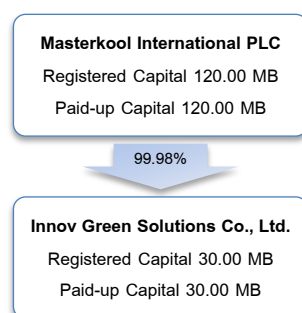 Masterkool International PLC
Registered Capital 120.00 MB
Paid-up Capital 120.00 MB
99.98%
Innov Green Solutions Co., Ltd.
Registered Capital 30.00 MB
Paid-up Capital 30.00 MB